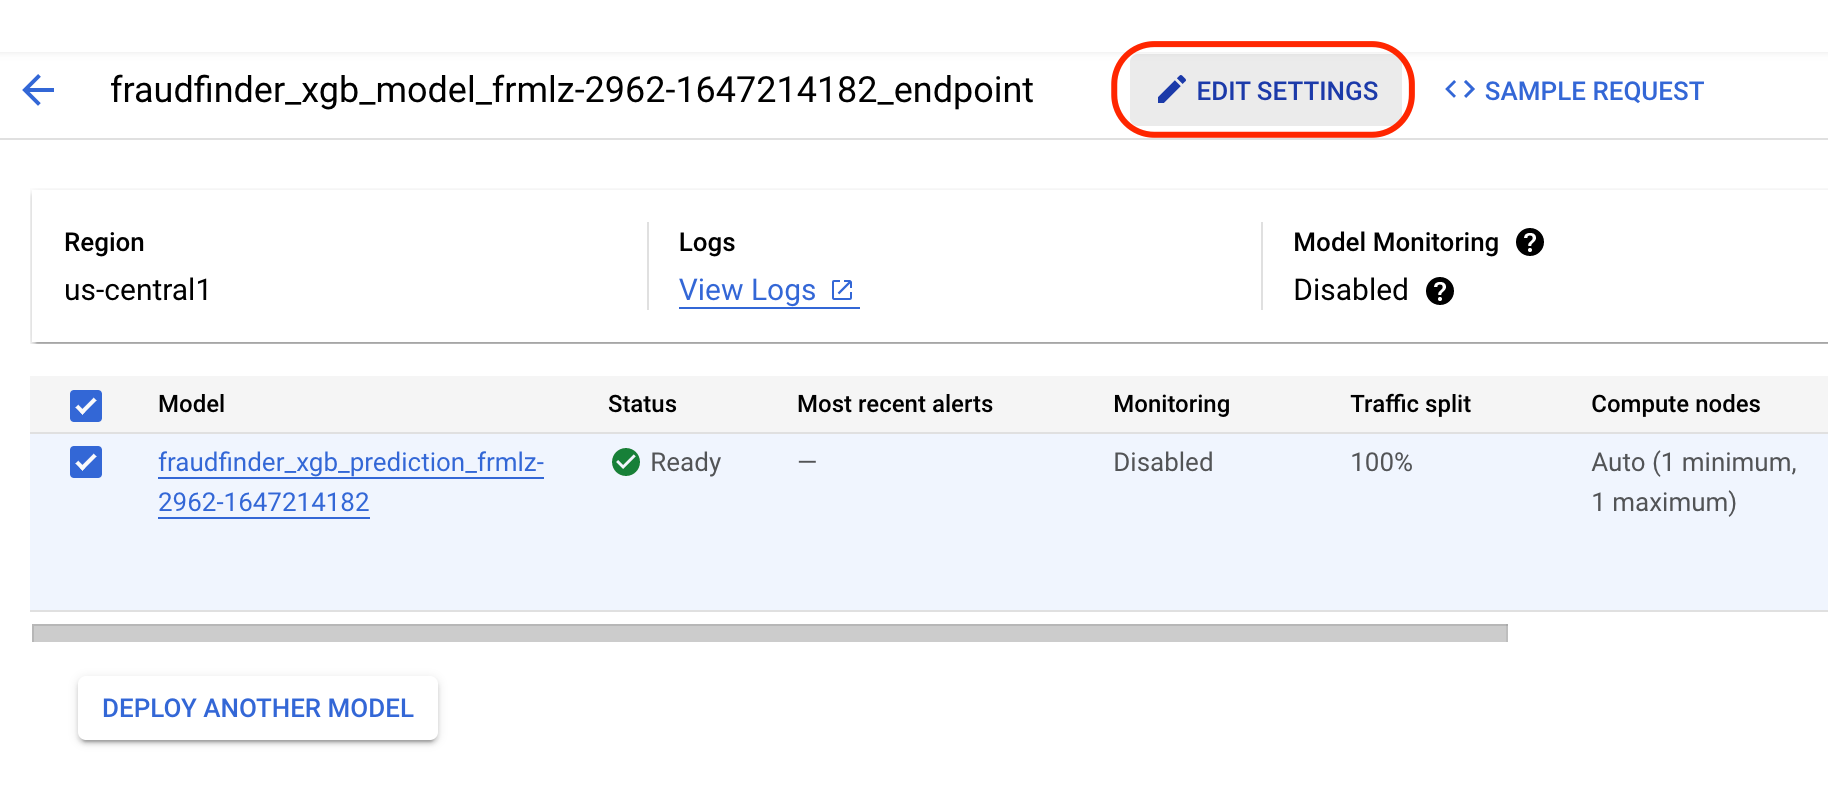 fraudfinder_xgb_model_frmlz-2962-1647214182_endpoint EDIT SETTINGS <> SAMPLE REQUEST
Region Logs Model Monitoring ?
us-central1 View Logs Disabled ?
Model Status Most recent alerts Monitoring Traffic split Compute nodes
fraudfinder_xgb_prediction_frmlz- Ready — Disabled 100% Auto (1 minimum,
2962-1647214182 1 maximum)
DEPLOY ANOTHER MODEL